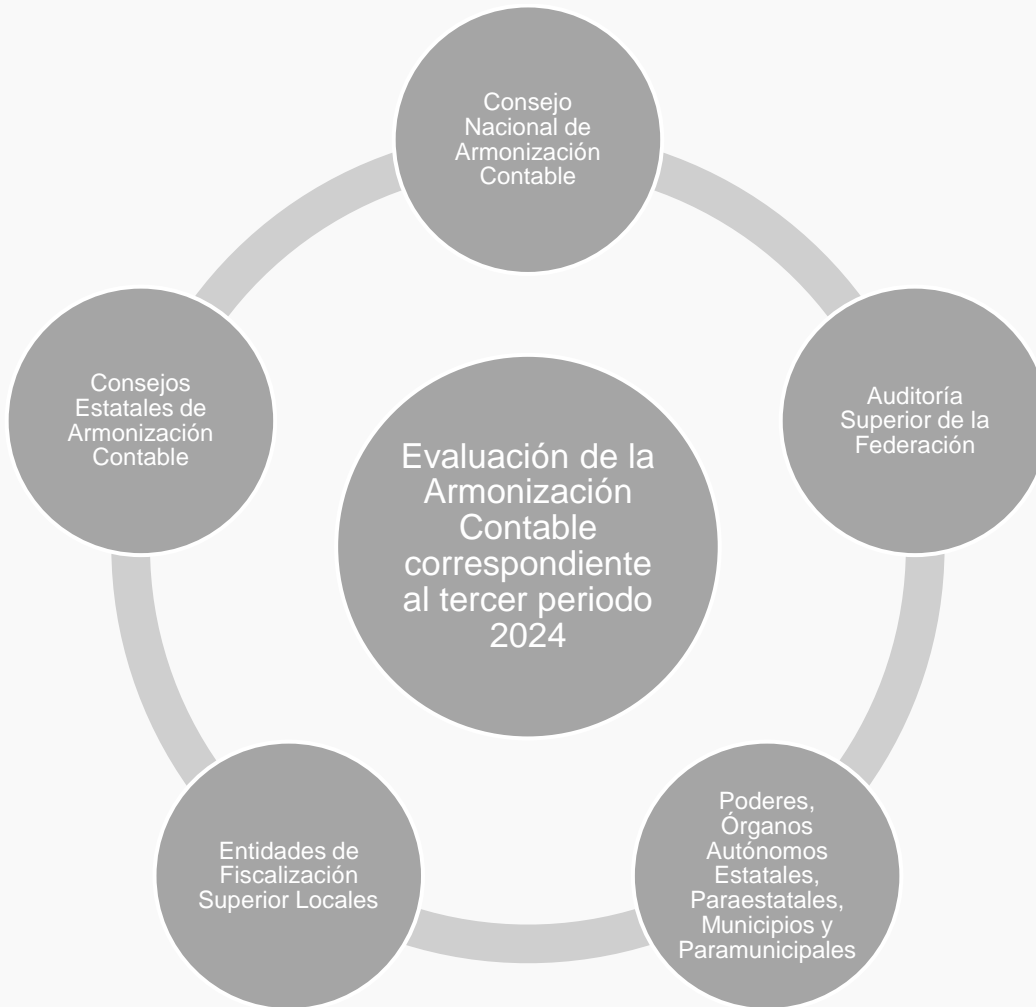 Consejo
Nacional de
Armonización
Contable
Auditoría
Superior de la
Federación
Poderes,
Órganos
Autónomos
Estatales,
Paraestatales,
Municipios y
Paramunicipales
Entidades de
Fiscalización
Superior Locales
Consejos
Estatales de
Armonización
Contable
Evaluación de la
Armonización
Contable
correspondiente
al tercer periodo
2024